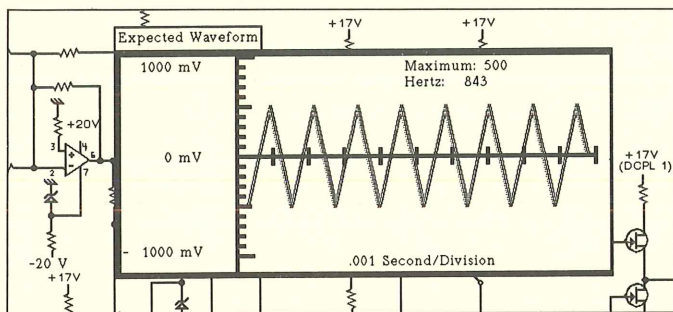 +17V
+17V
Expected Waveform
1000 mV
Maximum: 500
Hertz: 843
+20V
3
4
6
0 mV
2
7
+17V
(DCPL 1)
- 1000 mV
.001 Second/Division
-20 V
+17V